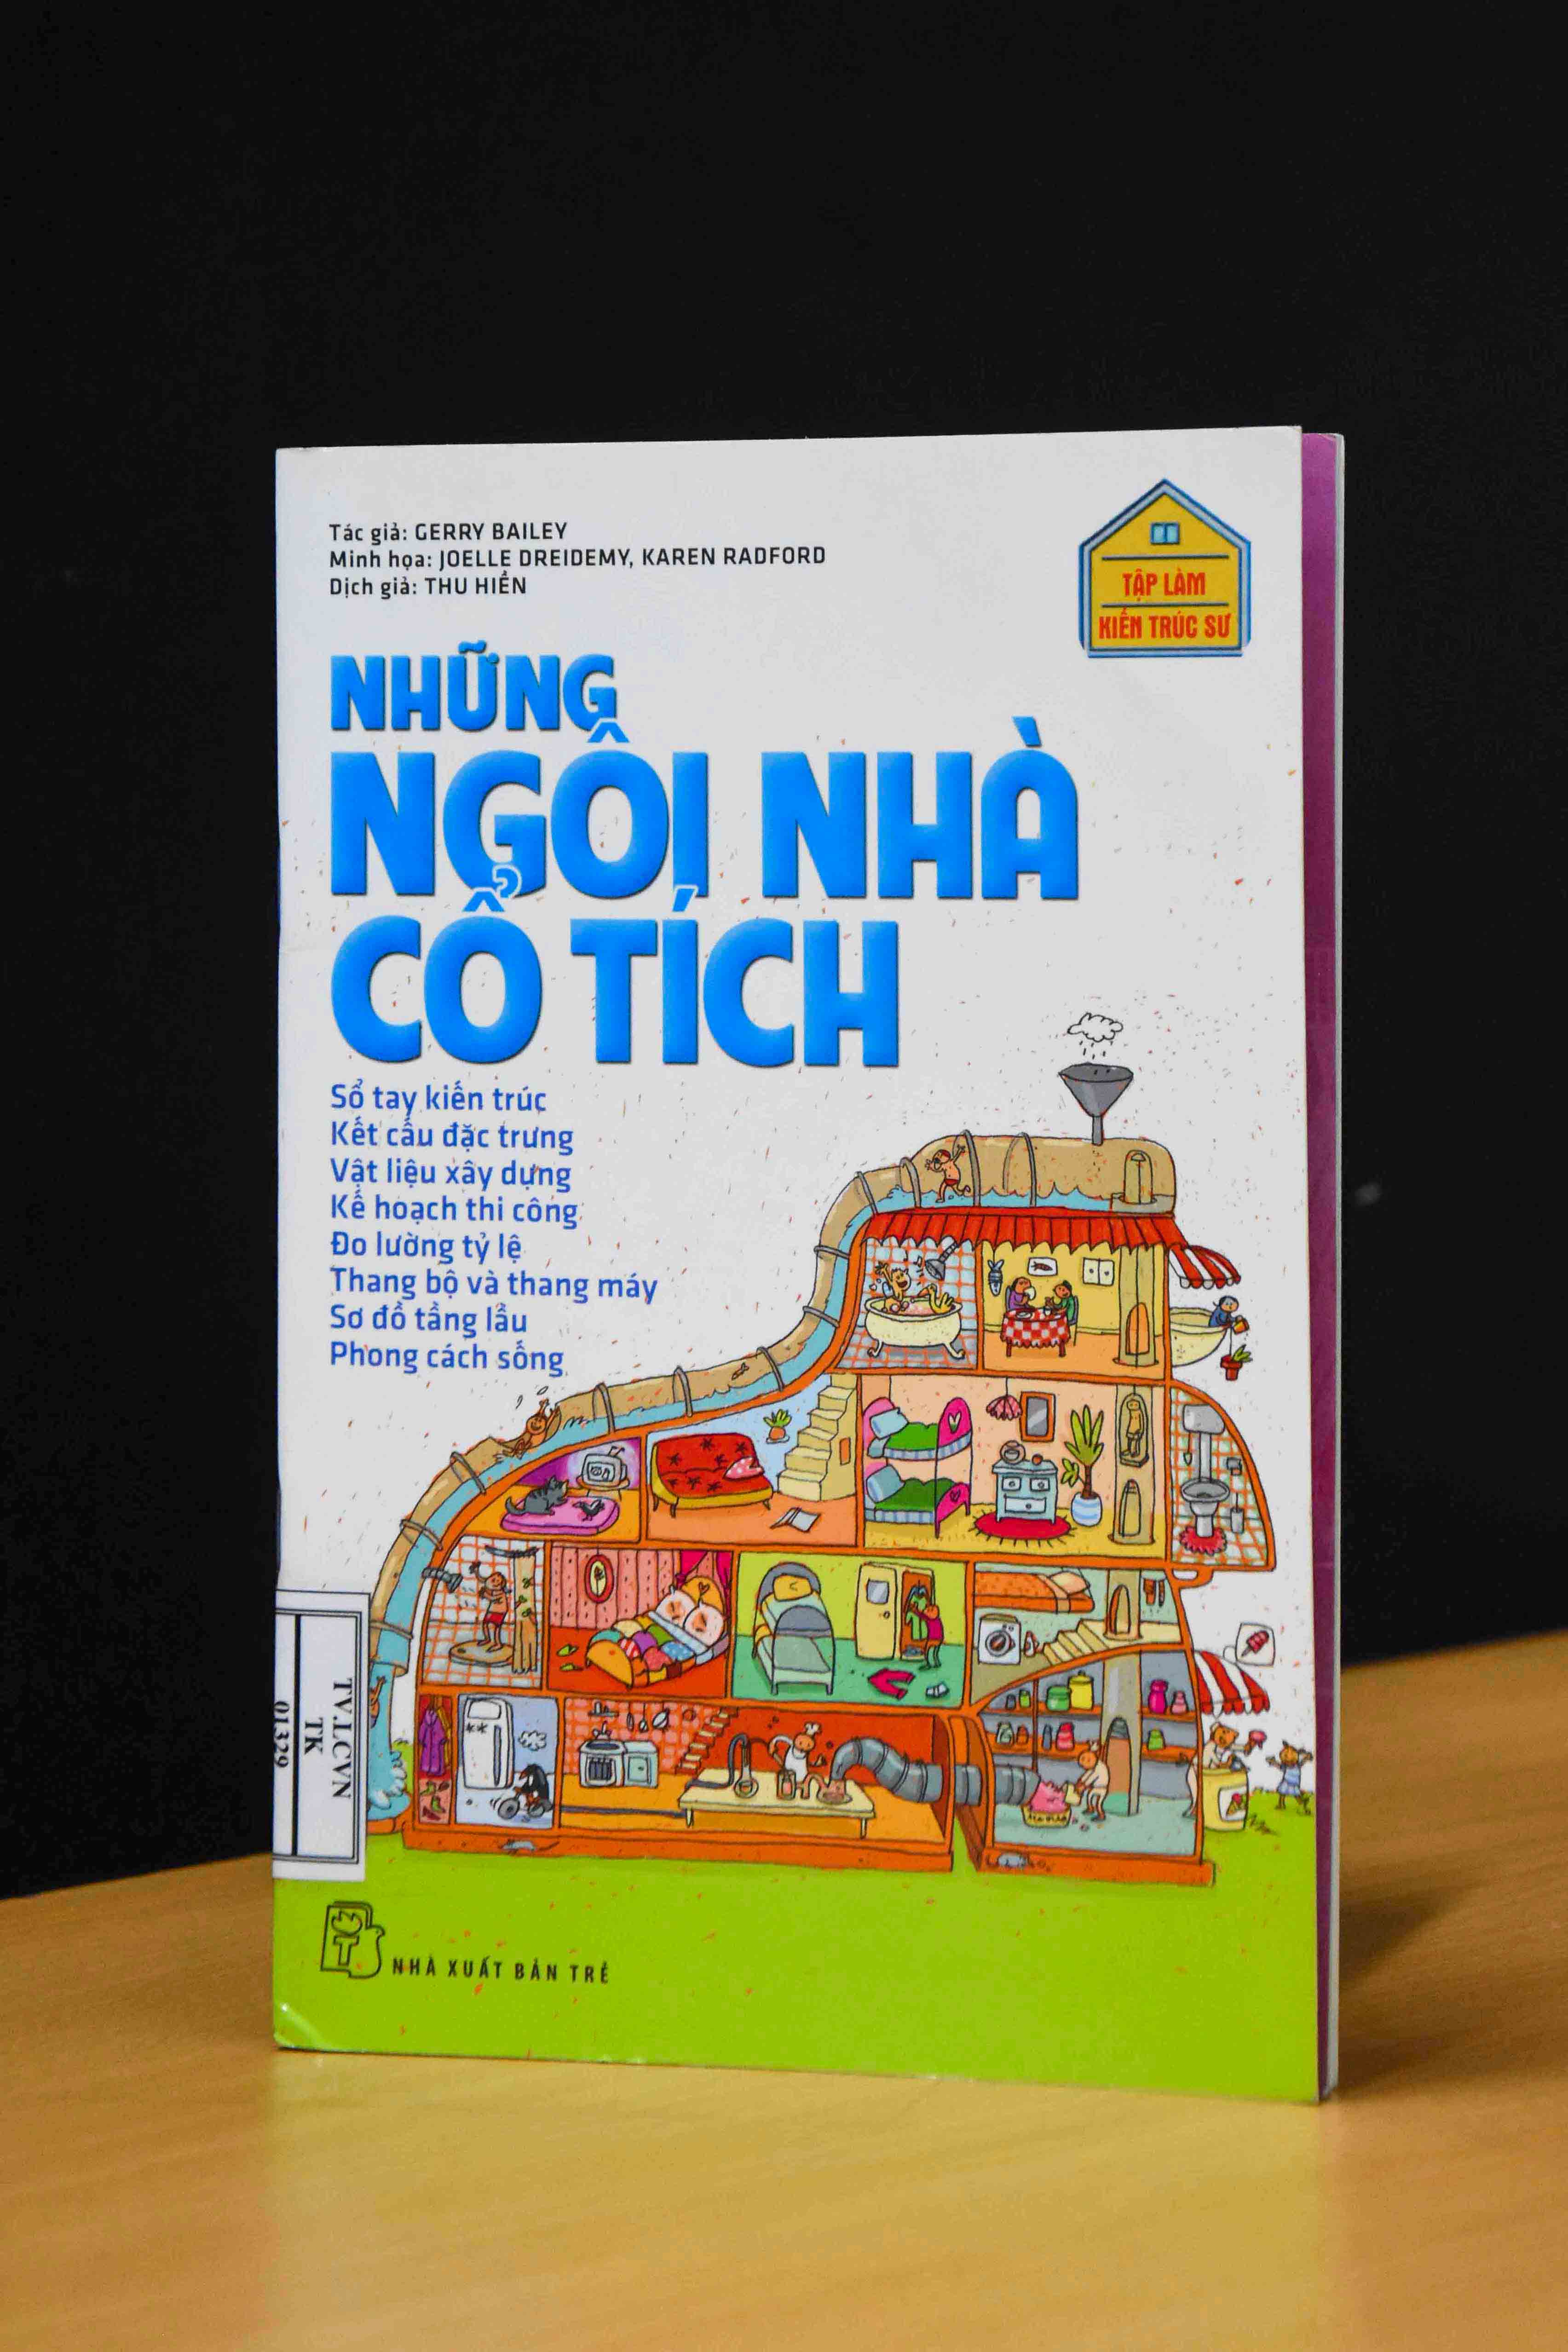 Tác giả: GERRY BAILEY
Minh họa: JOELLE DREIDEMY, KAREN RADFORD
Dịch giả: THU HIỀN
TẬP LÀM
KIẾN TRÚC SƯ
NHỮNG
NGÔI NHÀ
CỔ TÍCH
Sổ tay kiến trúc
Kết cấu đặc trưng
Vật liệu xây dựng
Kế hoạch thi công
Đo lường tỷ lệ
Thang bộ và thang máy
Sơ đồ tầng lầu
Phong cách sống
TV.LCVN
TK
01329
NHÀ XUẤT BẢN TRẺ